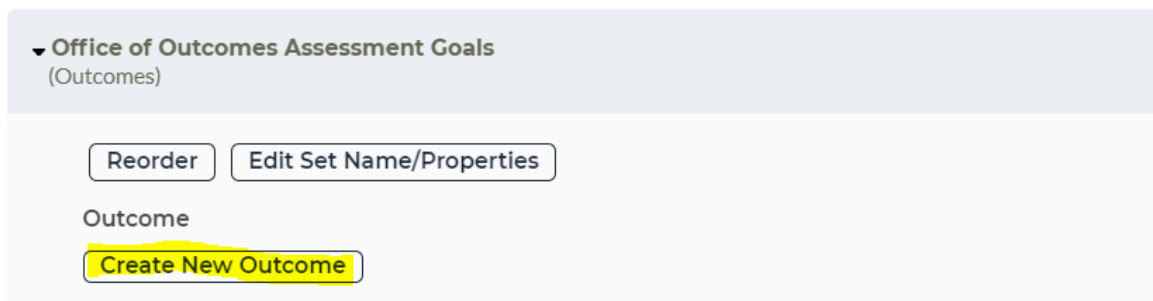 Office of Outcomes Assessment Goals
(Outcomes)
Reorder Edit Set Name/Properties
Outcome
Create New Outcome